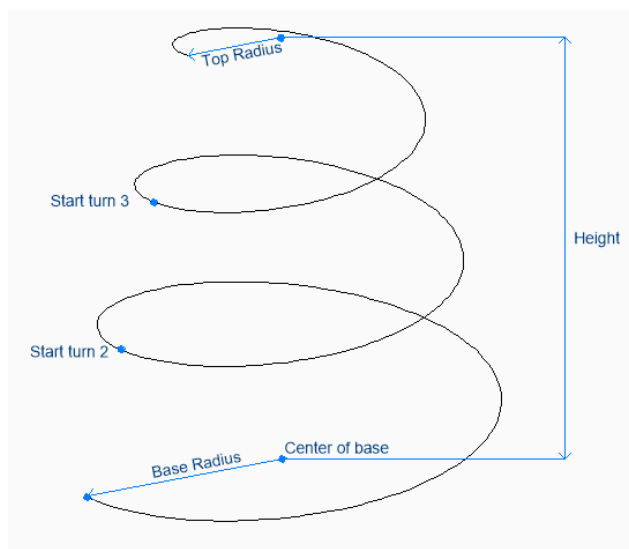 Top Radius
Start turn 3
Height
Start turn 2
Center of base
Base Radius